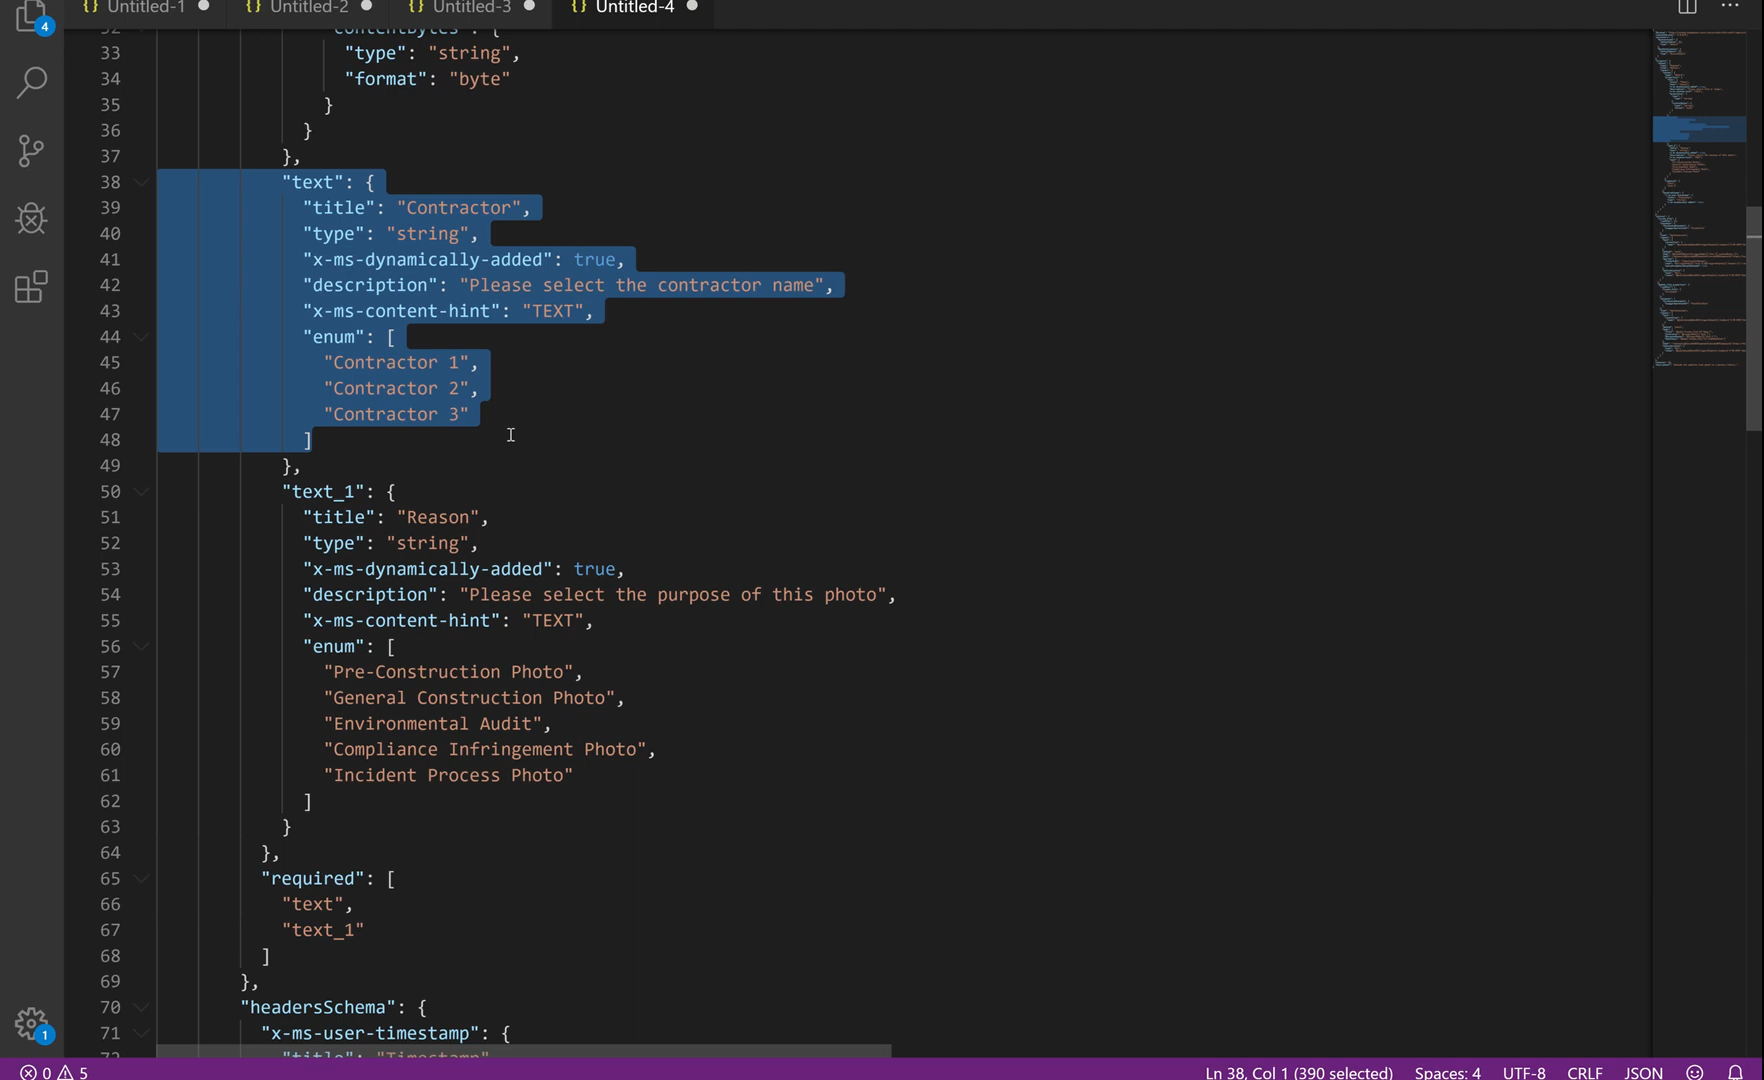 {} Untitled-1 {} Untitled-2 {} Untitled-3 {} Untitled-4
4
33 "type": "string",
34 "format": "byte"
35 }
36 }
37 },
38 "text": {
39 "title": "Contractor",
40 "type": "string",
41 "x-ms-dynamically-added": true,
42 "description": "Please select the contractor name",
43 "x-ms-content-hint": "TEXT",
44 "enum": [
45 "Contractor 1",
46 "Contractor 2",
47 "Contractor 3"
48 ]
49 },
50 "text_1": {
51 "title": "Reason",
52 "type": "string",
53 "x-ms-dynamically-added": true,
54 "description": "Please select the purpose of this photo",
55 "x-ms-content-hint": "TEXT",
56 "enum": [
57 "Pre-Construction Photo",
58 "General Construction Photo",
59 "Environmental Audit",
60 "Compliance Infringement Photo",
61 "Incident Process Photo"
62 ]
63 }
64 },
65 "required": [
66 "text",
67 "text_1"
68 ]
69 },
70 "headersSchema": {
71 "x-ms-user-timestamp": {
72 "title": "Timestamp"
1
0 5 Ln 38, Col 1 (390 selected) Spaces: 4 UTF-8 CRLF JSON